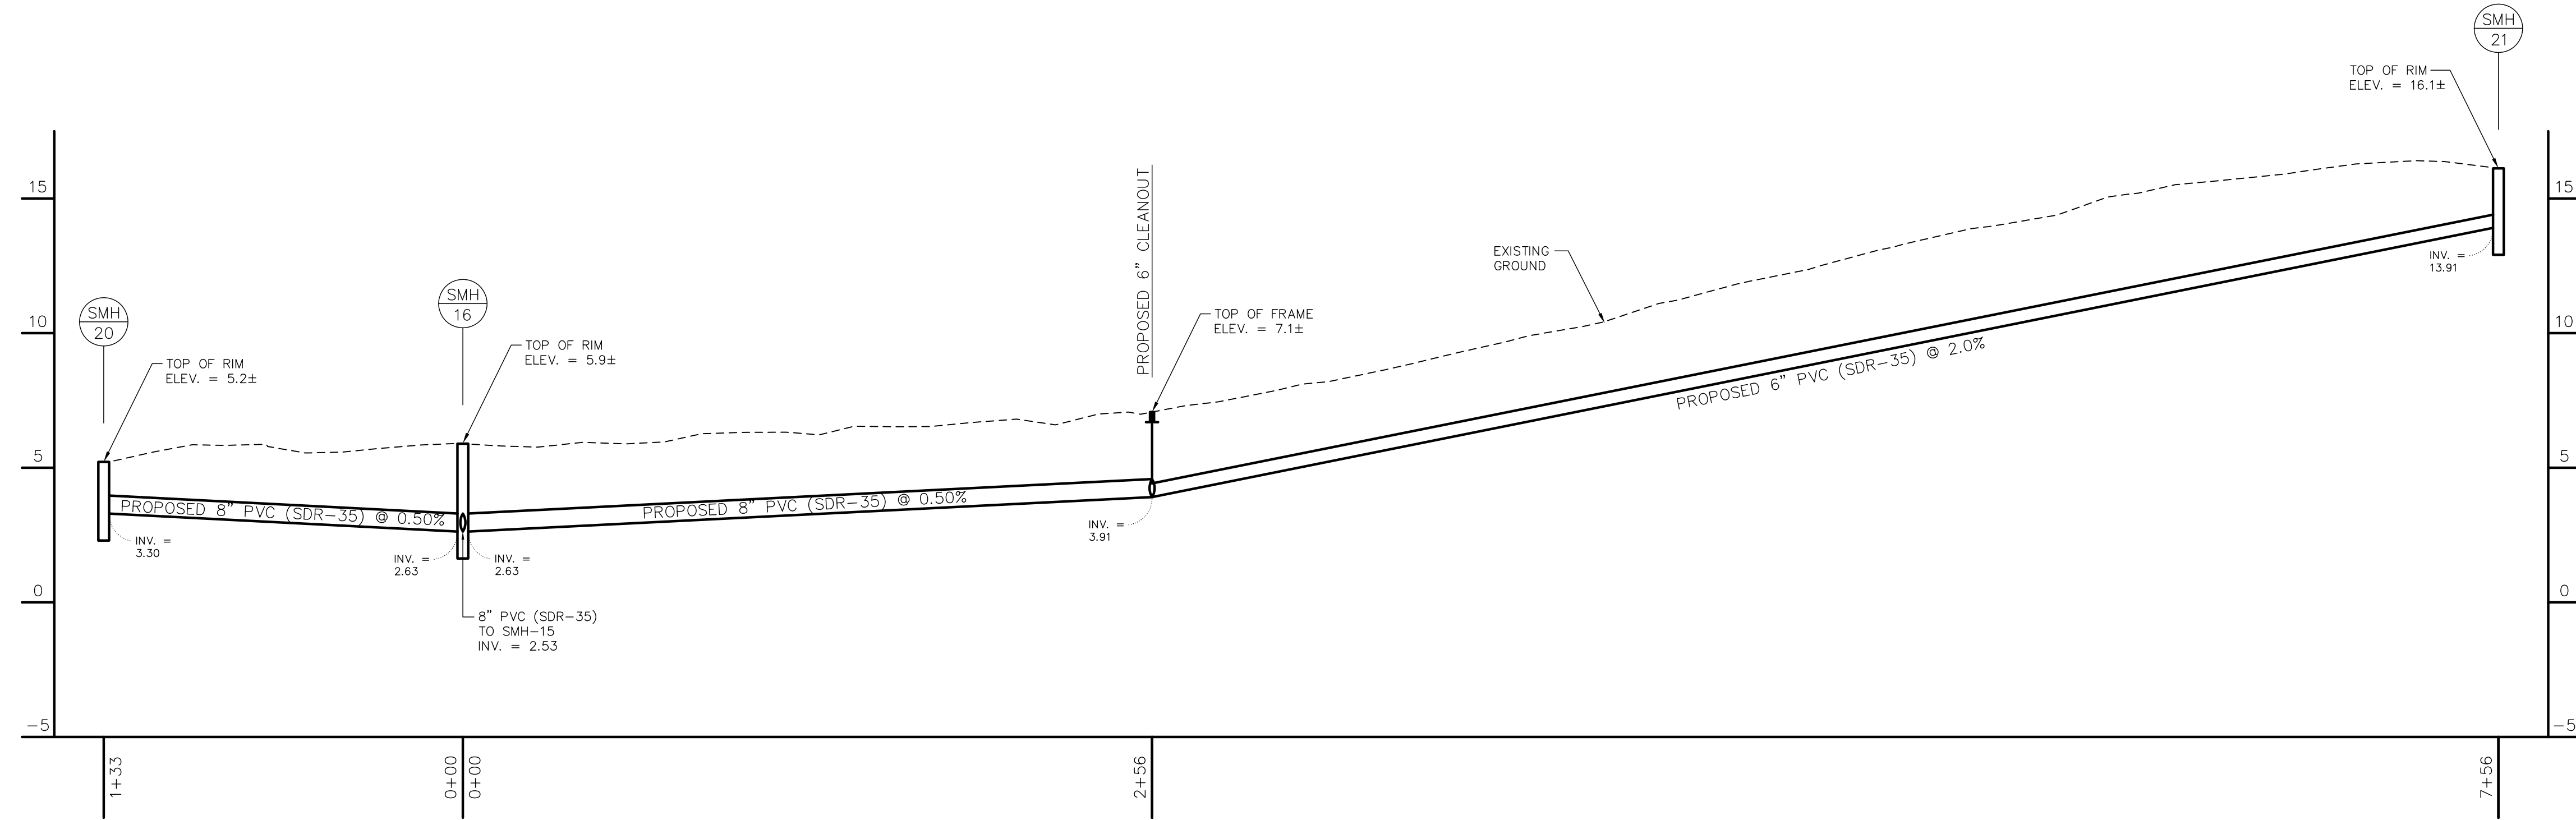 SMH
21
TOP OF RIM
ELEV. = 16.1±
15
15
PROPOSED 6" CLEANOUT
EXISTING
GROUND
INV. =
13.91
SMH
20
SMH
16
TOP OF FRAME
ELEV. = 7.1±
10
10
TOP OF RIM
ELEV. = 5.2±
TOP OF RIM
ELEV. = 5.9±
PROPOSED 6" PVC (SDR-35) @ 2.0%
5
5
PROPOSED 8" PVC (SDR-35) @ 0.50%
PROPOSED 8" PVC (SDR-35) @ 0.50%
INV. =
3.30
INV. =
2.63
INV. =
2.63
INV. =
3.91
0
0
8" PVC (SDR-35)
TO SMH-15
INV. = 2.53
-5
-5
1+33
0+00
0+00
2+56
7+56